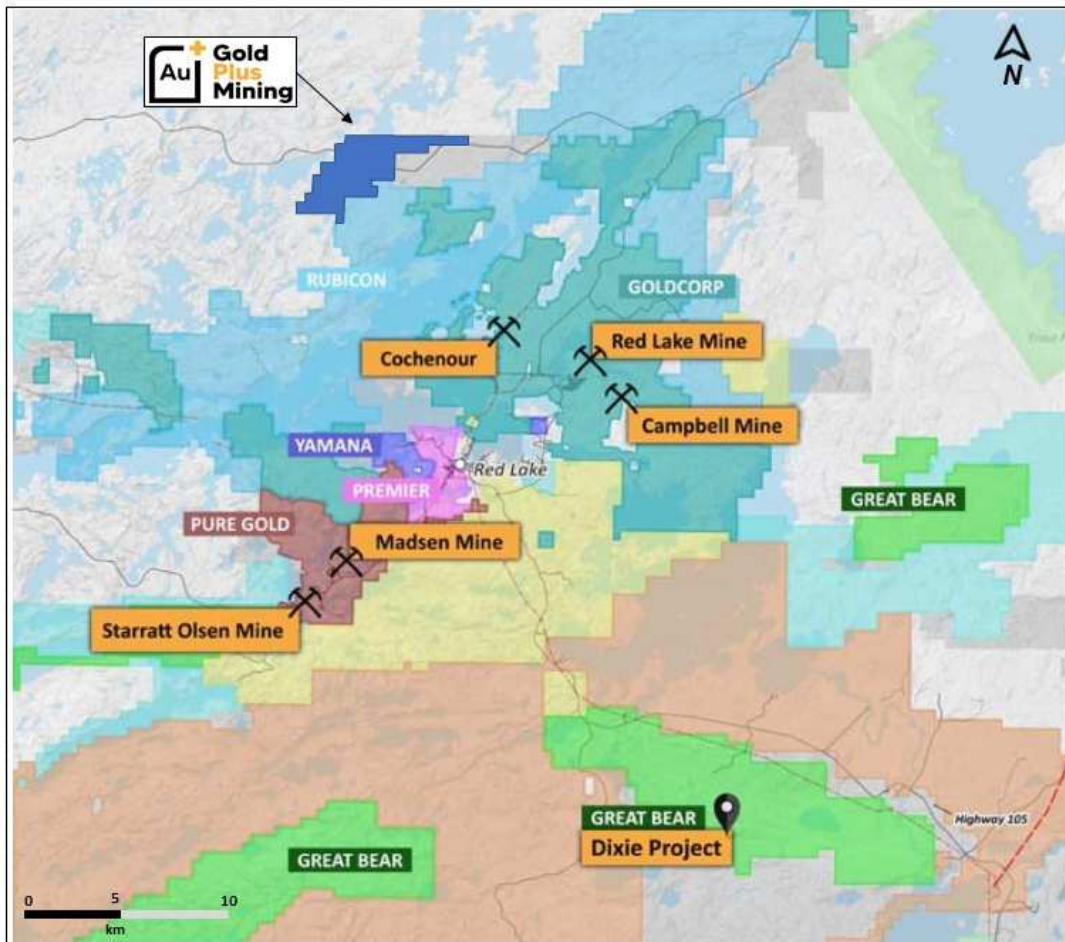 Au
Gold
Plus
Mining
N
RUBICON
GOLDCORP
Cochenour
Red Lake Mine
Campbell Mine
YAMANA
Red Lake
PREMIER
GREAT BEAR
PURE GOLD
Madsen Mine
Starratt Olsen Mine
GREAT BEAR
Dixie Project
Highway 105
GREAT BEAR
0 5 10
km